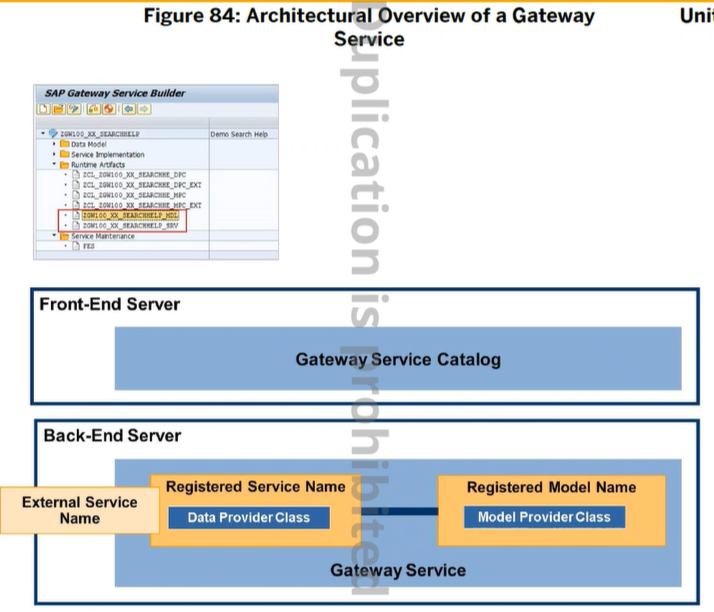 Figure 84: Architectural Overview of a Gateway
Service
Unit
SAP Gateway Service Builder
ZGW100_XX_SEARCHHELP
Demo Search Help
Data Model
Service Implementation
Runtime Artifacts
ZCL_ZGW100_XX_SEARCHHE_DPC
ZCL_ZGW100_XX_SEARCHHE_DPC_EXT
ZCL_ZGW100_XX_SEARCHHE_MPC
ZCL_ZGW100_XX_SEARCHHE_MPC_EXT
ZGW100_XX_SEARCHHELP_MDL
ZGW100_XX_SEARCHHELP_SRV
Service Maintenance
FES
Front-End Server
Gateway Service Catalog
Back-End Server
External Service
Name
Registered Service Name
Data Provider Class
Registered Model Name
Model Provider Class
Gateway Service
Duplication is prohibited